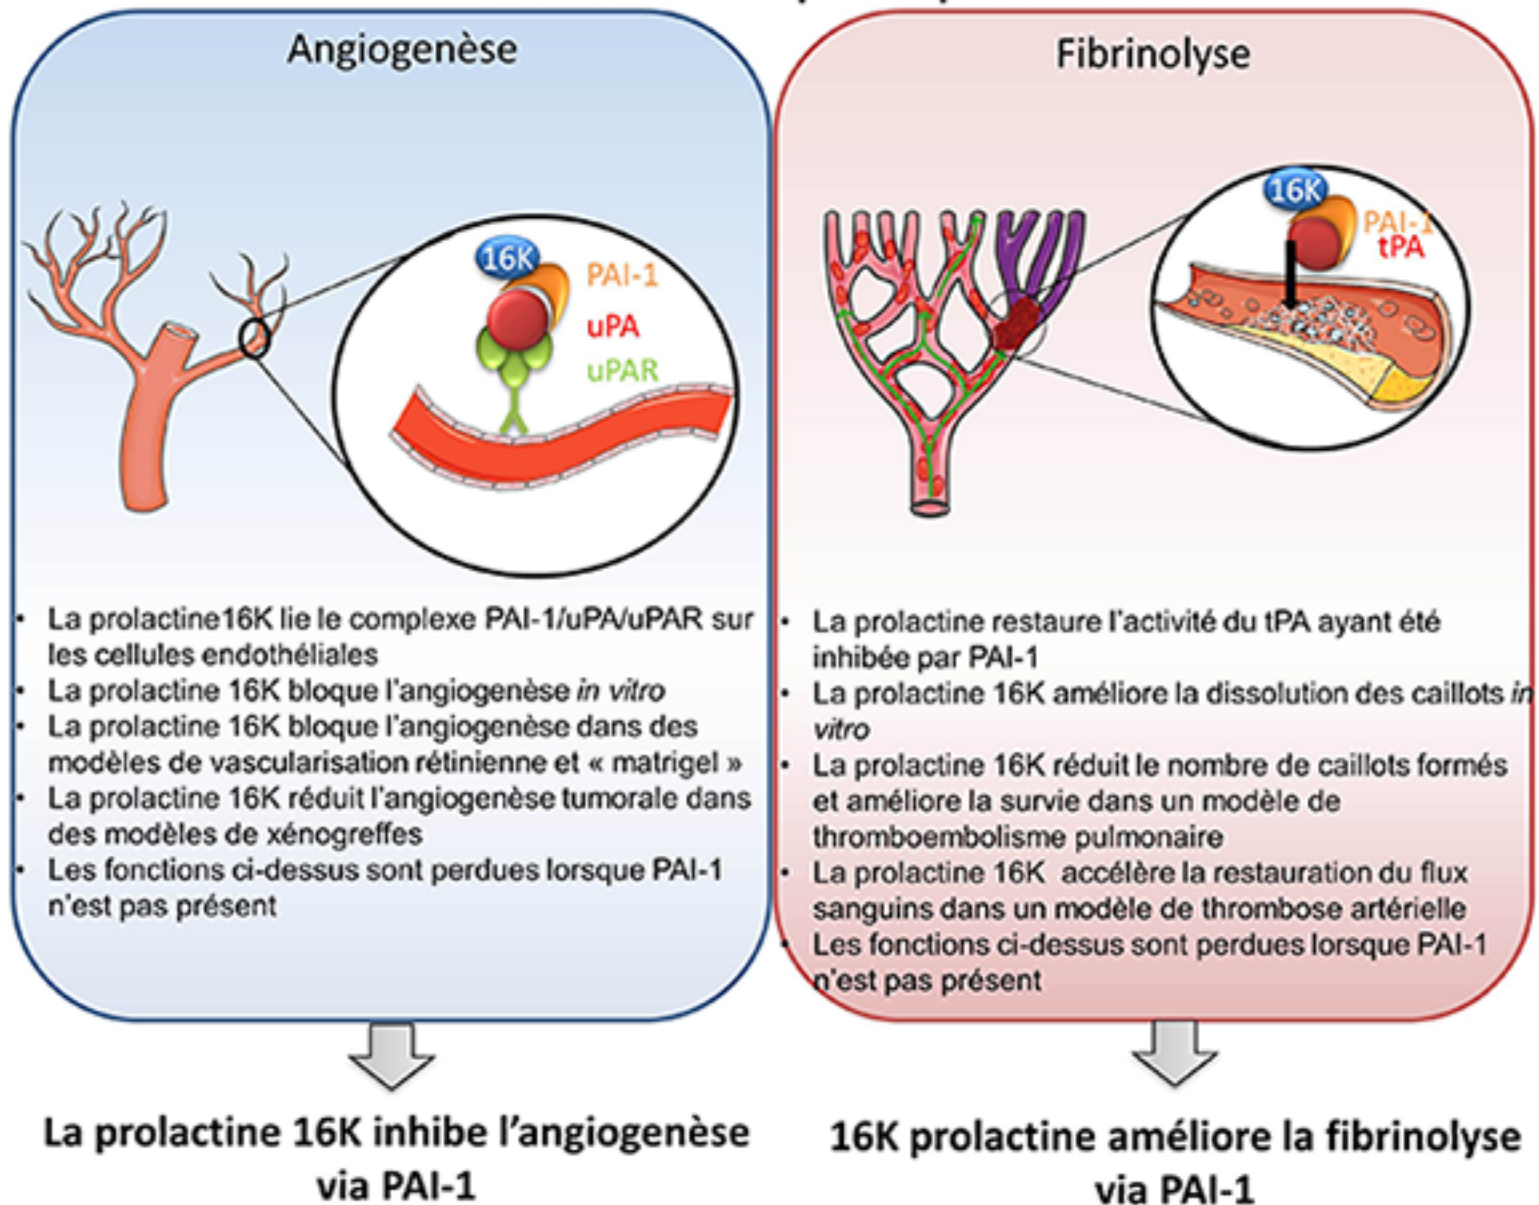 Angiogenèse
16K
PAI-1
uPA
uPAR
• La prolactine16K lie le complexe PAI-1/uPA/uPAR sur
les cellules endothéliales
• La prolactine 16K bloque l'angiogenèse in vitro
• La prolactine 16K bloque l'angiogenèse dans des
modèles de vascularisation rétinienne et « matrigel »
• La prolactine 16K réduit l'angiogenèse tumorale dans
des modèles de xénogreffes
• Les fonctions ci-dessus sont perdues lorsque PAI-1
n'est pas présent
La prolactine 16K inhibe l'angiogenèse
via PAI-1
Fibrinolyse
16K
PAI-1
tPA
• La prolactine restaure l'activité du tPA ayant été
inhibée par PAI-1
• La prolactine 16K améliore la dissolution des caillots in
vitro
• La prolactine 16K réduit le nombre de caillots formés
et améliore la survie dans un modèle de
thromboembolisme pulmonaire
• La prolactine 16K accélère la restauration du flux
sanguins dans un modèle de thrombose artérielle
• Les fonctions ci-dessus sont perdues lorsque PAI-1
n'est pas présent
16K prolactine améliore la fibrinolyse
via PAI-1